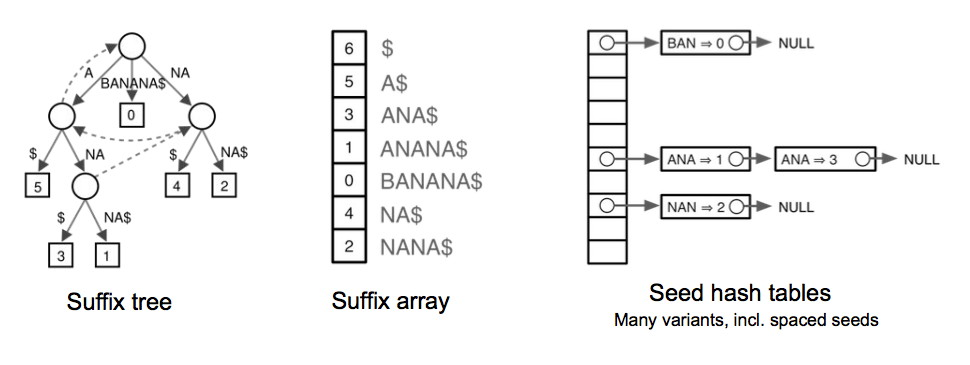 A
BANANA$
NA
0
$
NA
$
NA$
5
4
2
$
NA$
3
1
Suffix tree
6 $
5 A$
3 ANA$
1 ANANA$
0 BANANA$
4 NA$
2 NANA$
Suffix array
BAN ⇒ 0 NULL
ANA ⇒ 1 ANA ⇒ 3 NULL
NAN ⇒ 2 NULL
Seed hash tables
Many variants, incl. spaced seeds